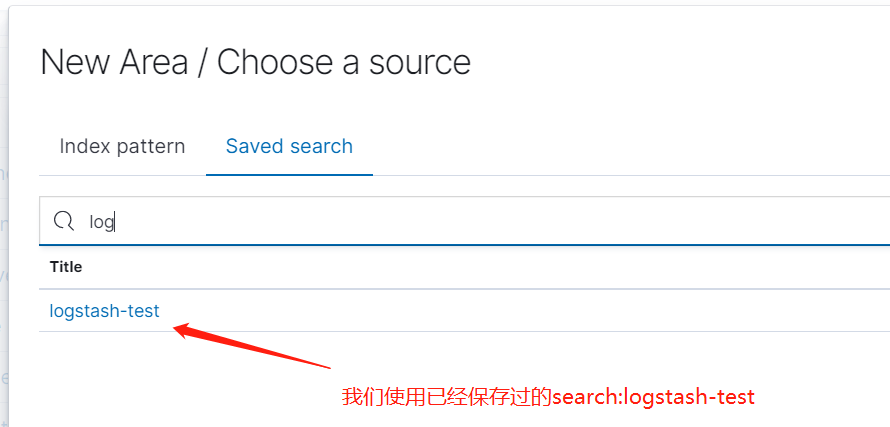 New Area / Choose a source
Index pattern
Saved search
log
Title
logstash-test
我们使用已经保存过的search:logstash-test